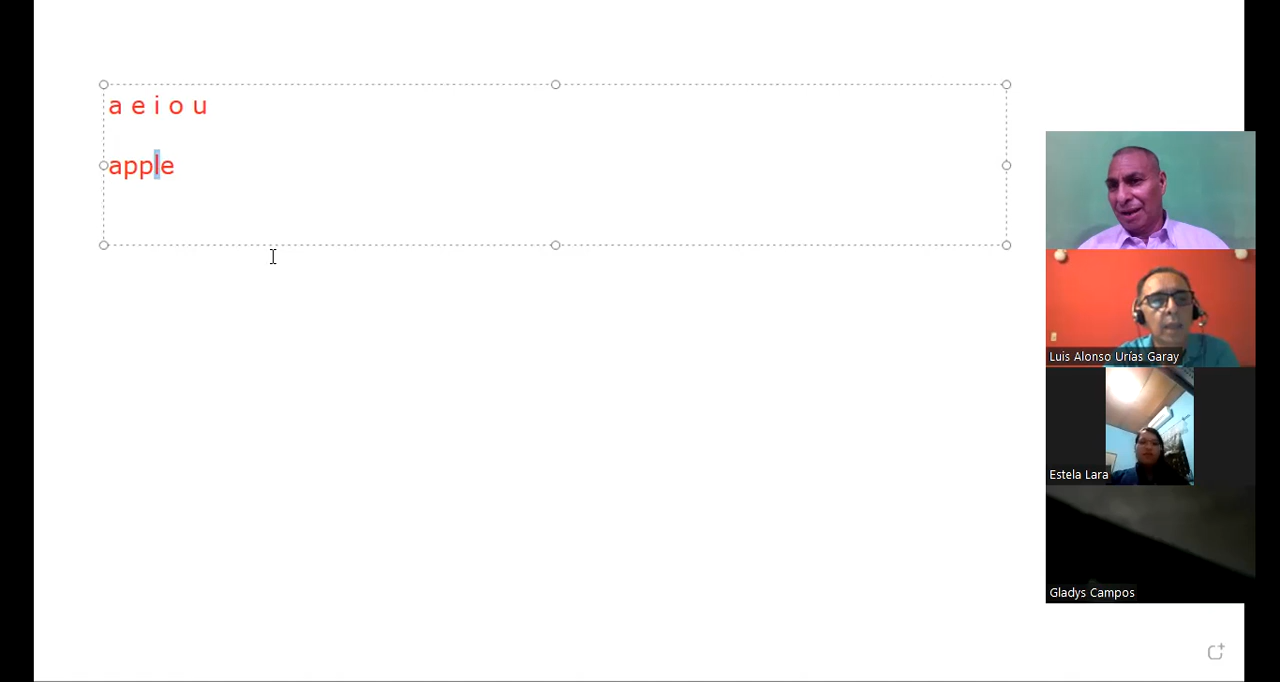 a e i o u
apple
Luis Alonso Urías Garay
Estela Lara
Gladys Campos